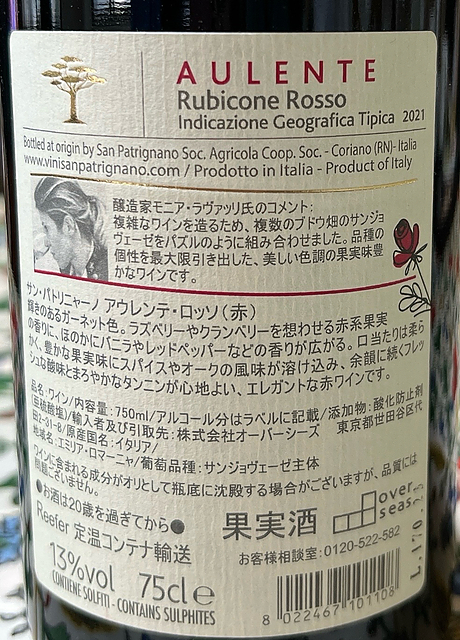 AULENTE
Rubicone Rosso
Indicazione Geografica Tipica 2021
Bottled at origin by San Patrignano Soc. Agricola Coop. Soc. - Coriano (RN)- Italia
www.vinisanpatrignano.com / Prodotto in Italia - Product of Italy
醸造家モニア・ラヴァッリ氏のコメント:
複雑なワインを造るため、複数のブドウ畑のサンジョ
ヴェーゼをパズルのように組み合わせました。品種の
個性を最大限引き出した、美しい色調の果実味豊
かなワインです。
サン・パトリニャーノ アウレンテ・ロッソ(赤)
輝きのあるガーネット色。ラズベリーやクランベリーを想わせる赤系果実
の香りに、ほのかにバニラやレッドペッパーなどの香りが広がる。口当たりは柔ら
かく、豊かな果実味にスパイスやオークの風味が溶け込み、余韻に続くフレッ
シュな酸味とまろやかなタンニンが心地よい、エレガントな赤ワインです。
品名:ワイン/内容量:750ml/アルコール分はラベルに記載/添加物:酸化防止剤
(亜硫酸塩)/輸入者及び引取先:株式会社オーバーシーズ 東京都世田谷区代
田1-31-8/原産国名:イタリア/
地域名:エミリア・ロマーニャ/葡萄品種:サンジョヴェーゼ主体
ワインに含まれる成分がオリとして瓶底に沈殿する場合がございますが、品質には
問題ございません。
●お酒は20歳を過ぎてから●
Reefer 定温コンテナ輸送
果実酒
over
seas
お客様相談室:0120-522-582
13%vol 75cl e
CONTIENE SOLFITI - CONTAINS SULPHITES
8 022467 101108